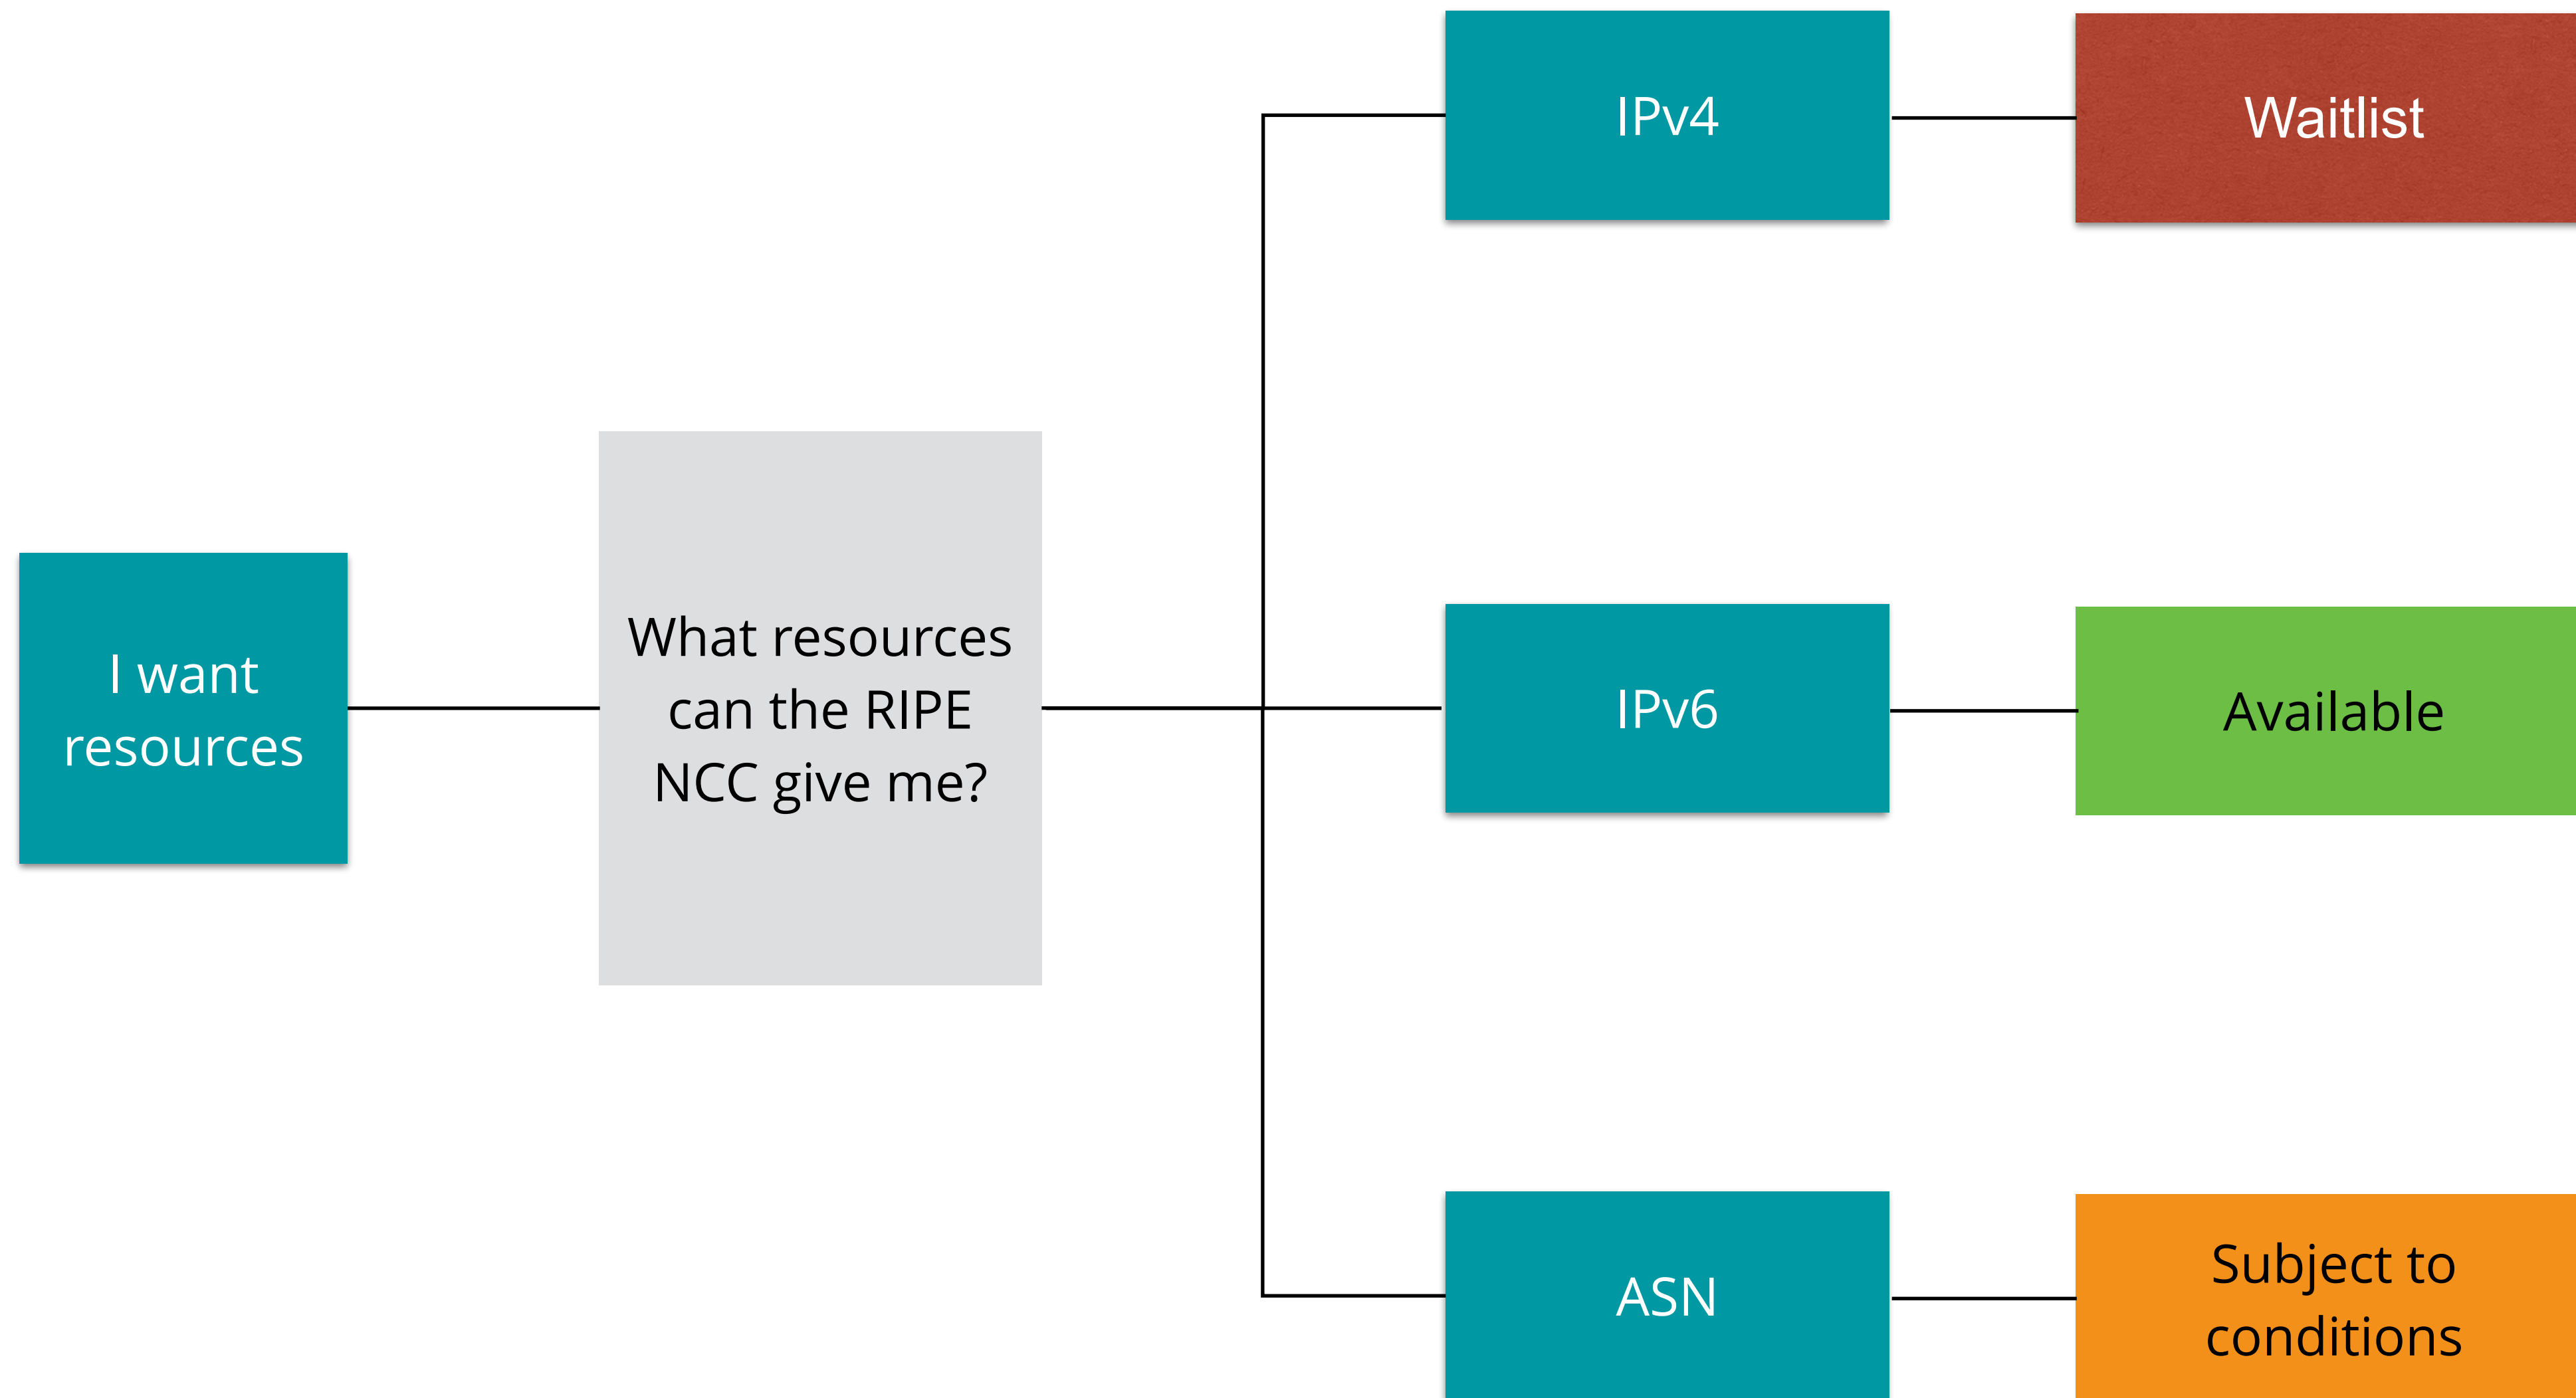 I want
resources
What resources
can the RIPE
NCC give me?
IPv4
Waitlist
IPv6
Available
ASN
Subject to
conditions